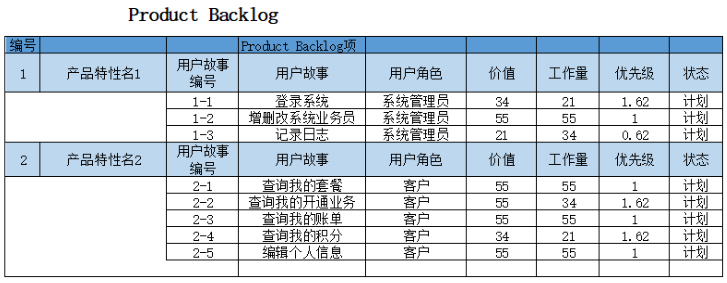 Product Backlog
编号 Product Backlog项
1 产品特性名1 用户故事编号 用户故事 用户角色 价值 工作量 优先级 状态
1-1 登录系统 系统管理员 34 21 1.62 计划
1-2 增删改系统业务员 系统管理员 55 55 1 计划
1-3 记录日志 系统管理员 21 34 0.62 计划
2 产品特性名2 用户故事编号 用户故事 用户角色 价值 工作量 优先级 状态
2-1 查询我的套餐 客户 55 55 1 计划
2-2 查询我的开通业务 客户 55 34 1.62 计划
2-3 查询我的账单 客户 55 55 1 计划
2-4 查询我的积分 客户 34 21 1.62 计划
2-5 编辑个人信息 客户 55 55 1 计划